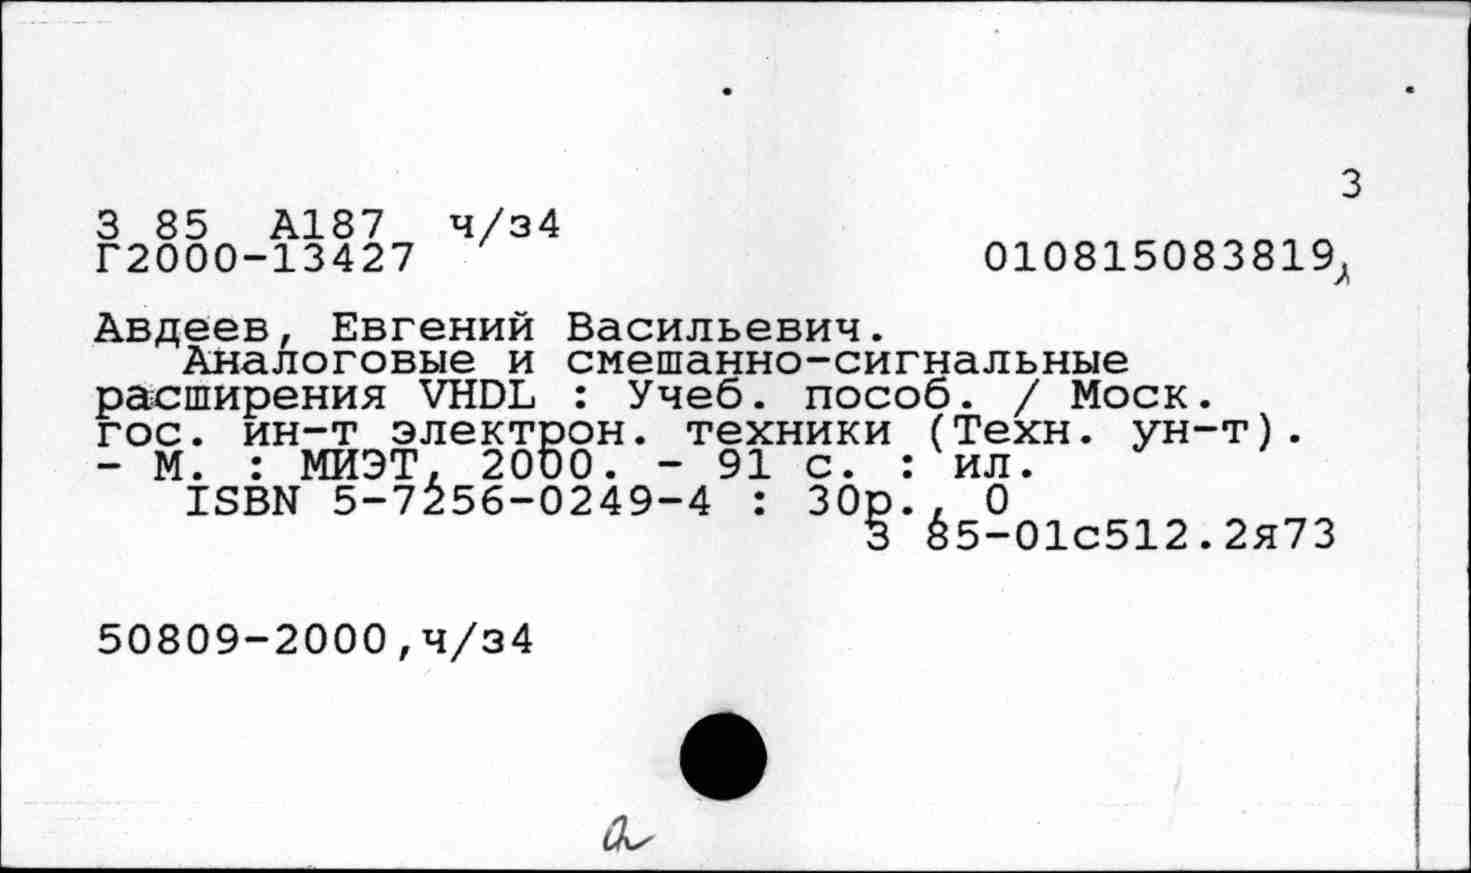 З
З 85 А187 ч/з4
Г2000-13427 010815083819
Авдеев, Евгений Васильевич.
Аналоговые и смешанно-сигнальные
расширения VHDL : Учеб. пособ. / Моск.
гос. ин-т электрон. техники (Техн. ун-т).
- М. : МИЭТ, 2000. - 91 с. : ил.
ISBN 5-7256-0249-4 : 30р., 0
З 85-01с512.2я73
50809-2000,ч/з4